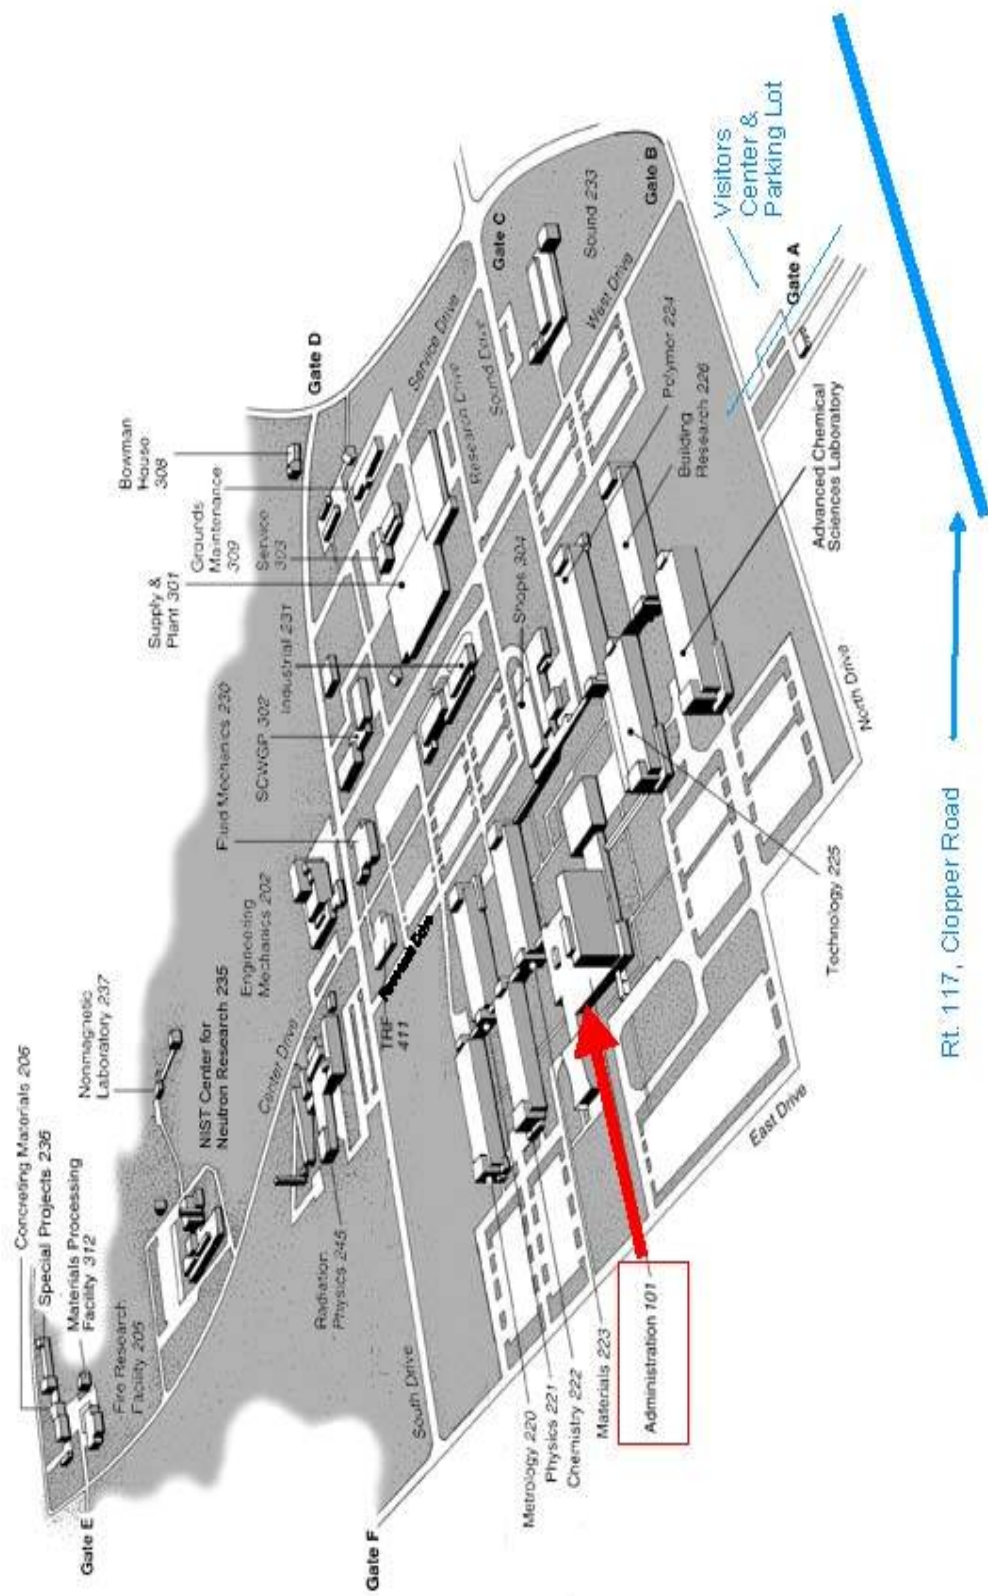 Concreting Materials 206
Special Projects 236
Materials Processing
Facility 312
Fire Research
Facility 205
Gate E
Gate F
Nonmagnetic
Laboratory 237
NIST Center for
Neutron Research 235
Center Drive
Radiation
Physics 245
South Drive
Engineering
Mechanics 202
TRF
411
Research Drive
Fluid Mechanics 230
SCWGP 302
Industrial 231
Supply &
Plant 301
Service
303
Grounds
Maintenance
309
Bowman
House
308
Gate D
Service Drive
Research Drive
Sound Drive
Gate C
Sound 233
West Drive
Gate B
Shops 304
Polymer 224
Building
Research 226
Advanced Chemical
Sciences Laboratory
Visitors
Center &
Parking Lot
Gate A
North Drive
Technology 225
East Drive
Metrology 220
Physics 221
Chemistry 222
Materials 223
Administration 101
Rt. 117, Clopper Road